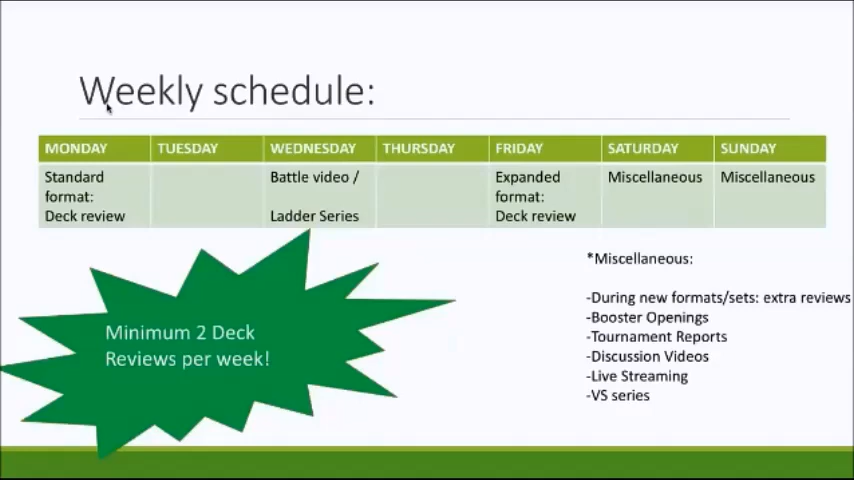 Weekly schedule:
MONDAY TUESDAY WEDNESDAY THURSDAY FRIDAY SATURDAY SUNDAY
Standard format: Deck review
Battle video /
Ladder Series
Expanded format: Deck review
Miscellaneous
Miscellaneous
*Miscellaneous:
-During new formats/sets: extra reviews
-Booster Openings
-Tournament Reports
-Discussion Videos
-Live Streaming
-VS series
Minimum 2 Deck
Reviews per week!